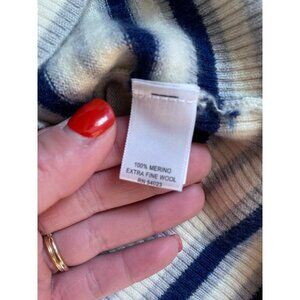 100% MERINO
EXTRA FINE WOOL
RN 54023